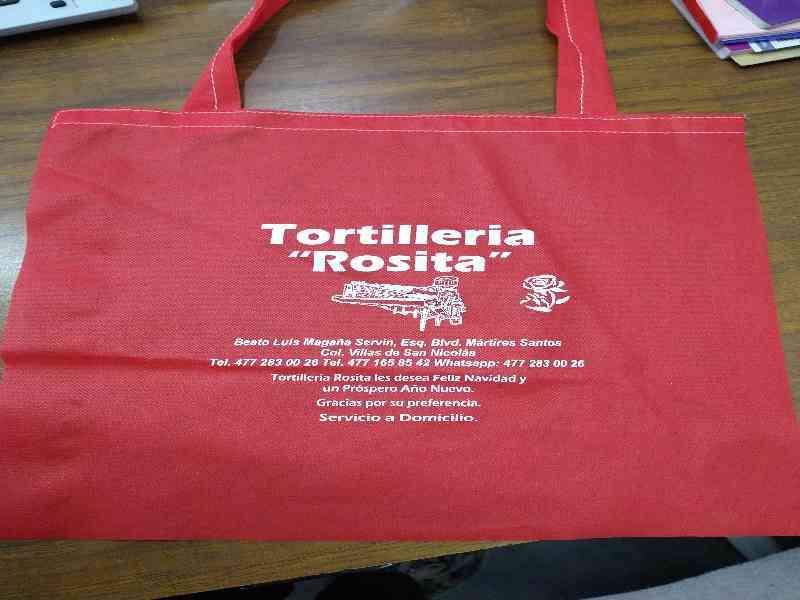 Tortilleria
"Rosita"
Beato Luis Magaña Servín, Esq. Blvd. Mártires Santos
Col. Villas de San Nicolás
Tel. 477 283 00 26 Tel. 477 165 85 42 Whatsapp: 477 283 00 26
Tortilleria Rosita les desea Feliz Navidad y
un Próspero Año Nuevo.
Gracias por su preferencia.
Servicio a Domicilio.